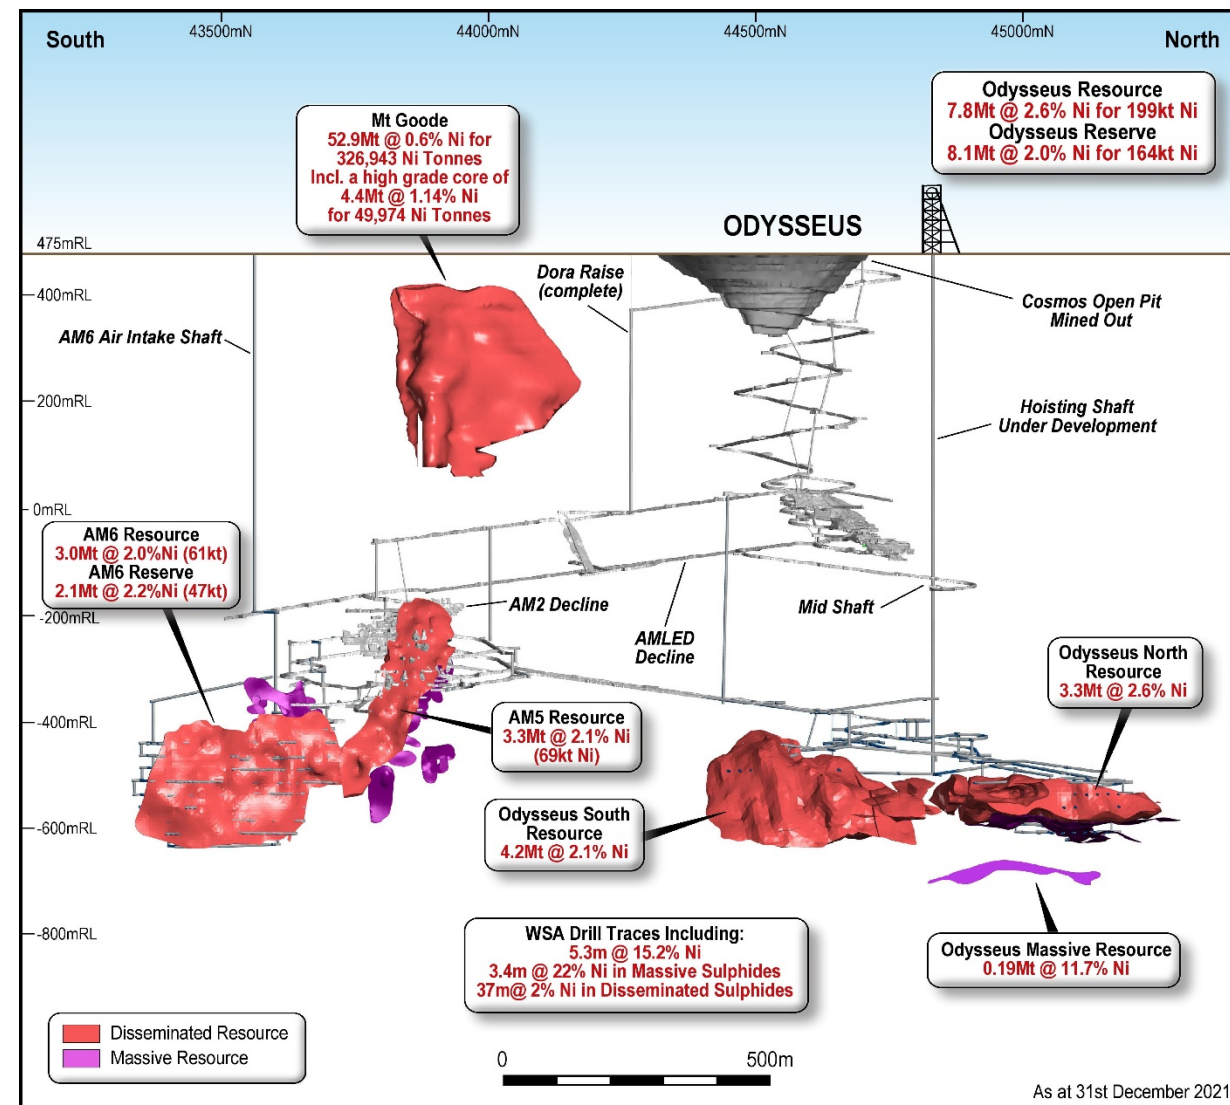 South
43500mN
44000mN
44500mN
45000mN
North
Odysseus Resource
7.8Mt @ 2.6% Ni for 199kt Ni
Odysseus Reserve
8.1Mt @ 2.0% Ni for 164kt Ni
Mt Goode
52.9Mt @ 0.6% Ni for
326,943 Ni Tonnes
Incl. a high grade core of
4.4Mt @ 1.14% Ni
for 49,974 Ni Tonnes
ODYSSEUS
475mRL
400mRL
AM6 Air Intake Shaft
Dora Raise
(complete)
Cosmos Open Pit
Mined Out
200mRL
Hoisting Shaft
Under Development
0mRL
AM6 Resource
3.0Mt @ 2.0%Ni (61kt)
AM6 Reserve
2.1Mt @ 2.2%Ni (47kt)
-200mRL
AM2 Decline
AMLED
Decline
Mid Shaft
Odysseus North
Resource
3.3Mt @ 2.6% Ni
-400mRL
AM5 Resource
3.3Mt @ 2.1% Ni
(69kt Ni)
Odysseus South
Resource
4.2Mt @ 2.1% Ni
-600mRL
-800mRL
WSA Drill Traces Including:
5.3m @ 15.2% Ni
3.4m @ 22% Ni in Massive Sulphides
37m@ 2% Ni in Disseminated Sulphides
Odysseus Massive Resource
0.19Mt @ 11.7% Ni
Disseminated Resource
Massive Resource
0
500m
As at 31st December 2021